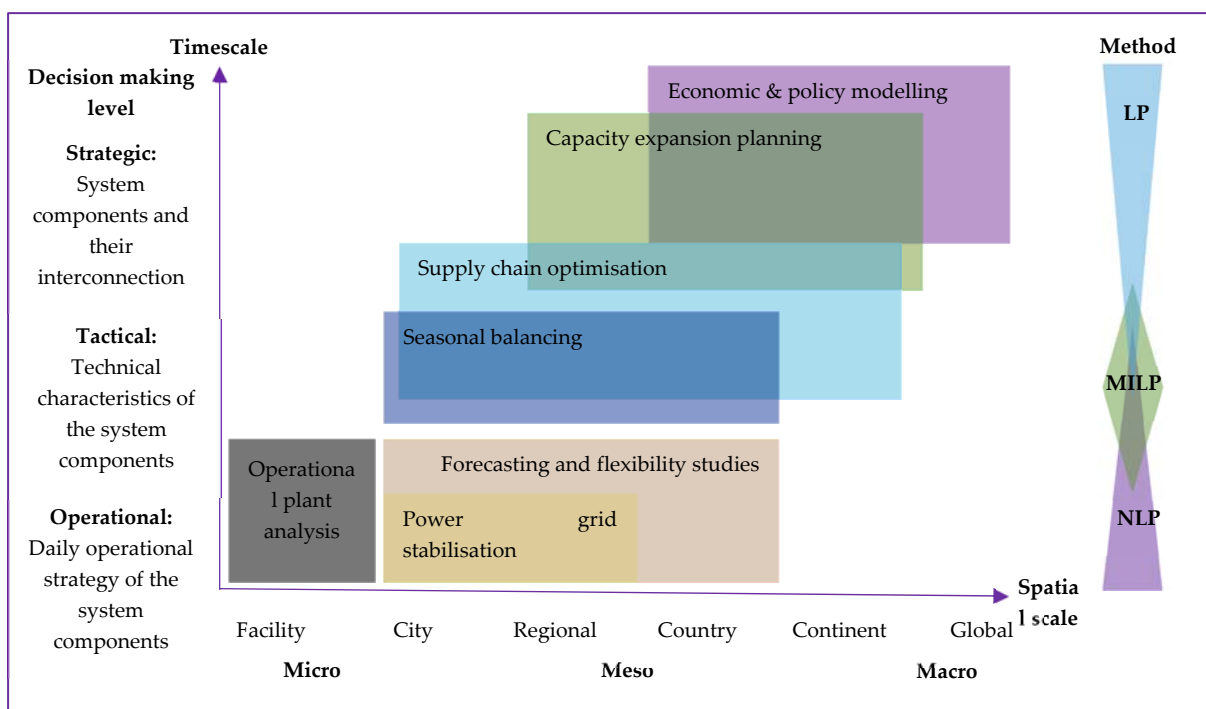 Timescale
Method
Decision making
level
Strategic:
System
components and
their
interconnection
Tactical:
Technical
characteristics of
the system
components
Operational:
Daily operational
strategy of the
system
components
Economic & policy modelling
Capacity expansion planning
Supply chain optimisation
Seasonal balancing
Operationa
l plant
analysis
Forecasting and flexibility studies
Power grid
stabilisation
LP
MILP
NLP
Spatia
l scale
Facility City Regional Country Continent Global
Micro Meso Macro